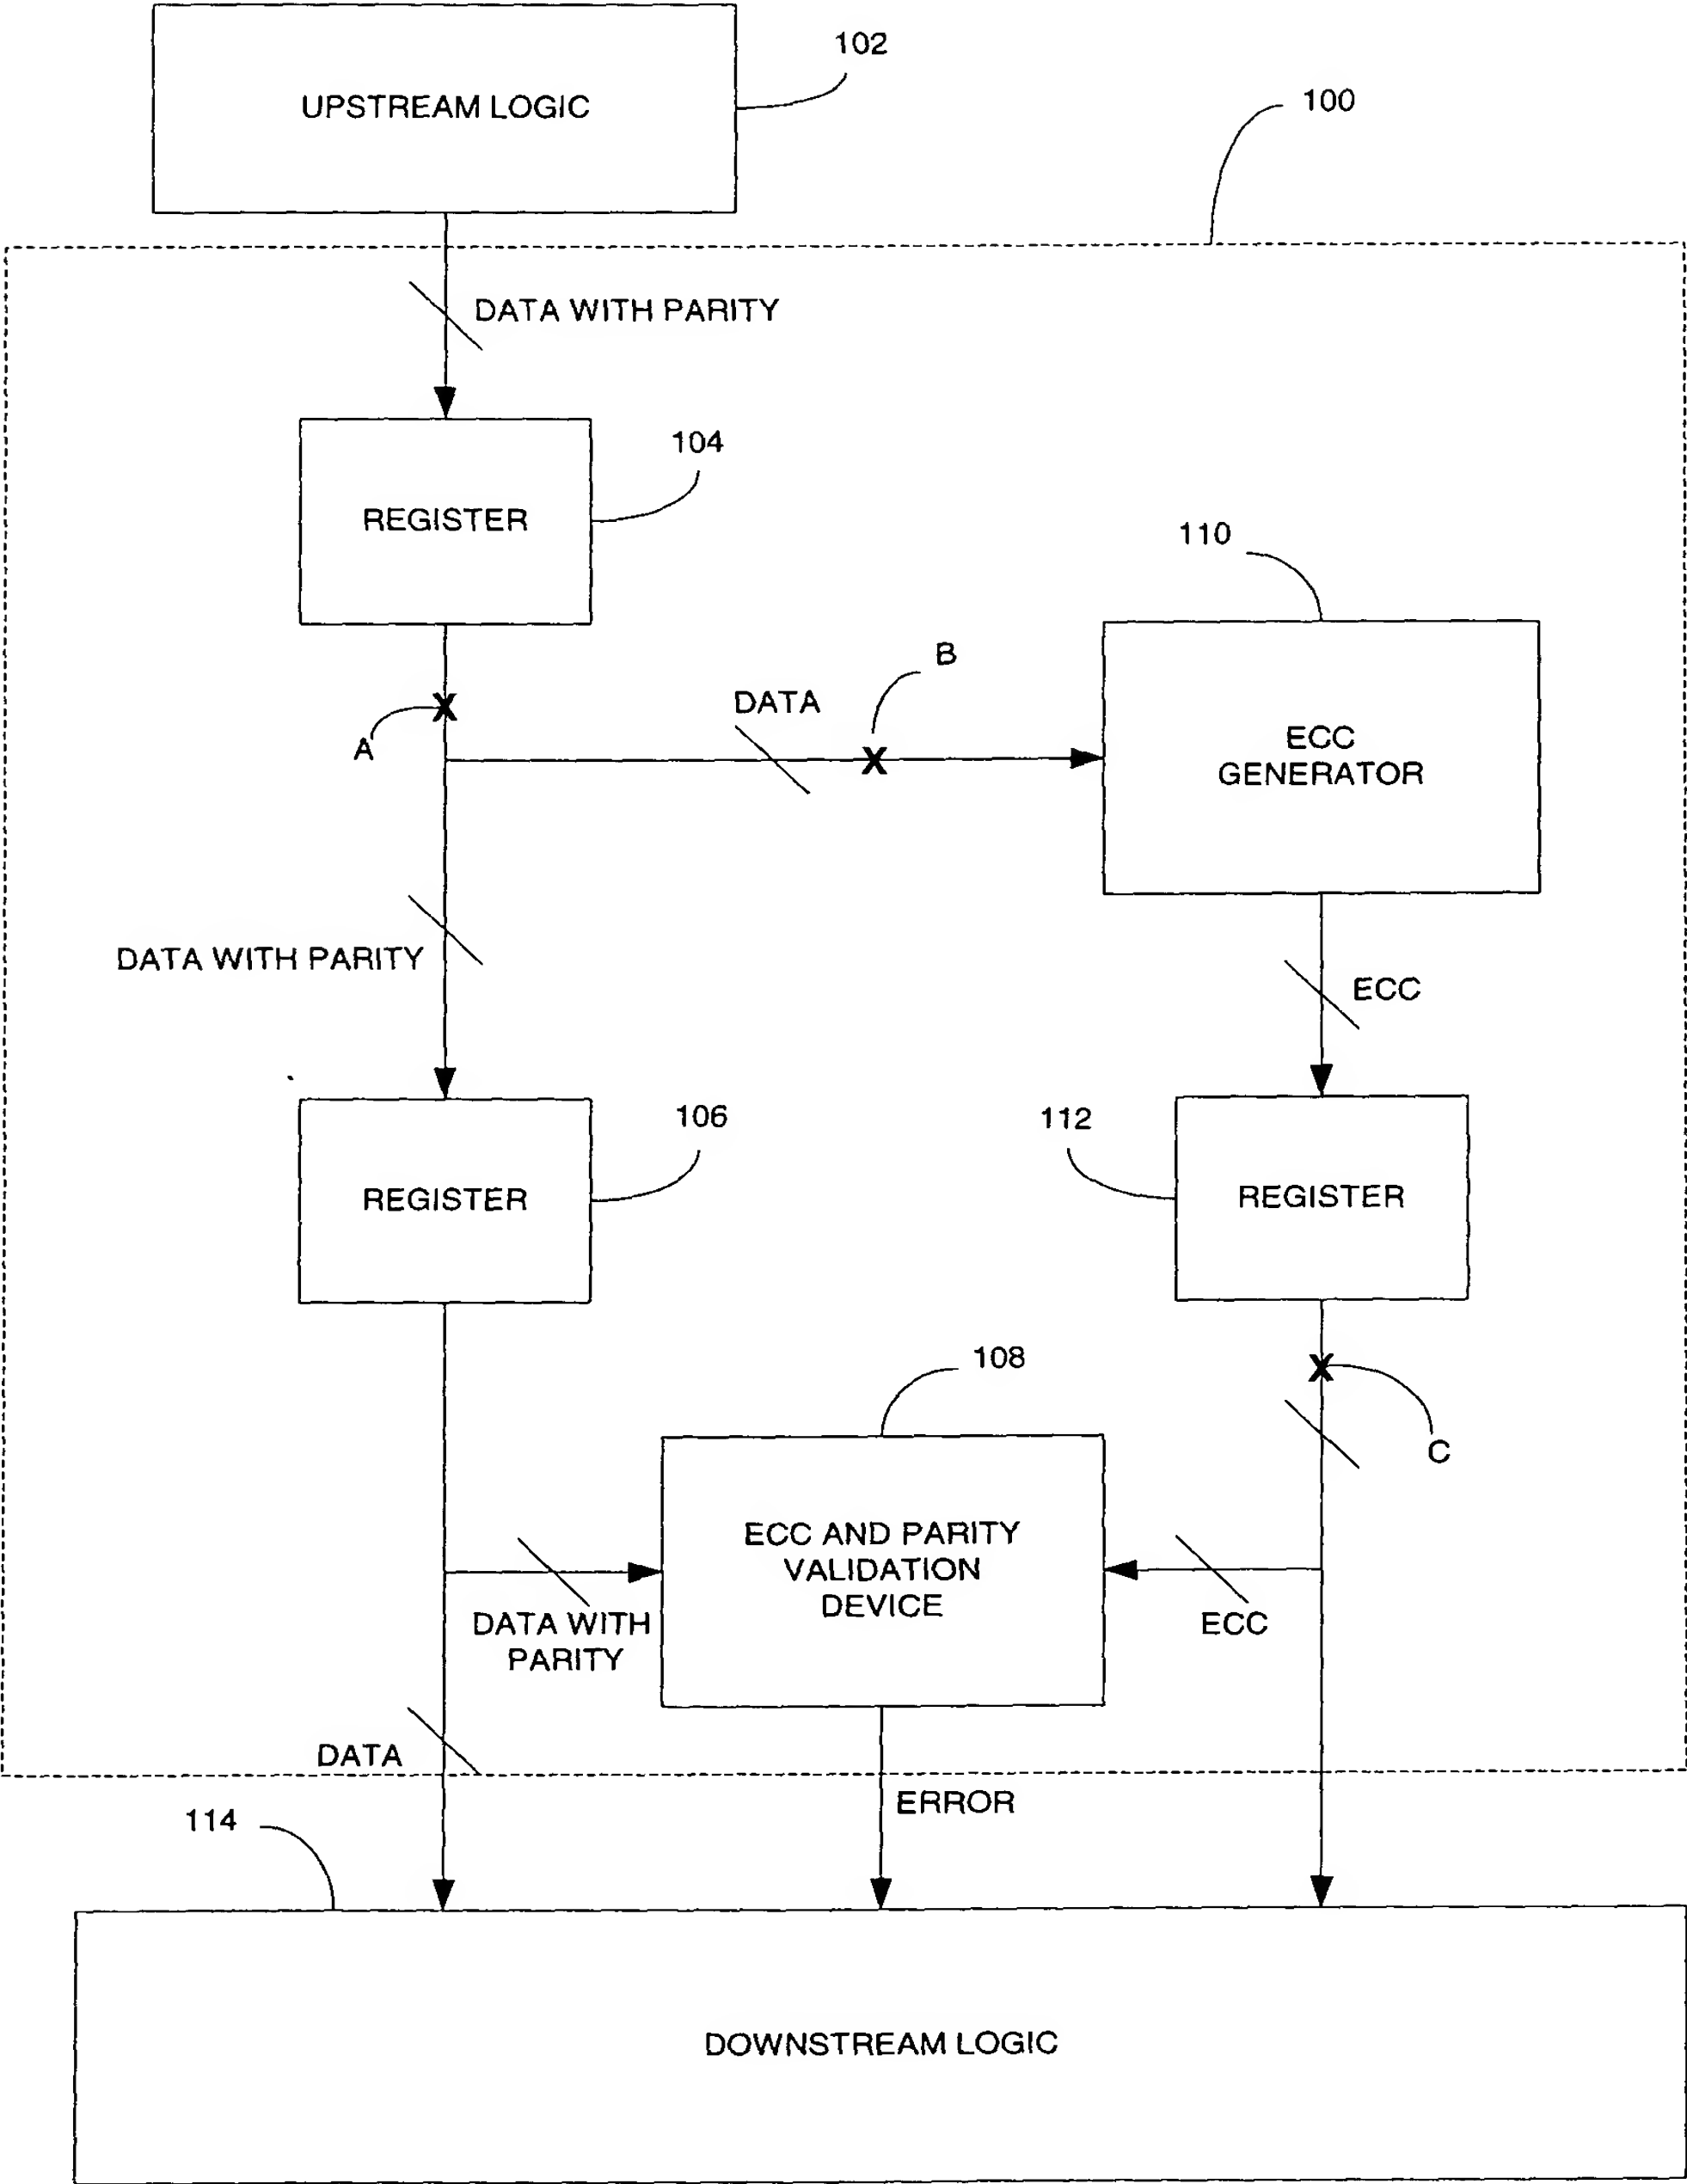 102
UPSTREAM LOGIC
100
DATA WITH PARITY
104
REGISTER
110
B
DATA
X
A
X
ECC
GENERATOR
DATA WITH PARITY
ECC
106
112
REGISTER
REGISTER
108
X
C
ECC AND PARITY
VALIDATION
DEVICE
DATA WITH
PARITY
ECC
DATA
ERROR
114
DOWNSTREAM LOGIC